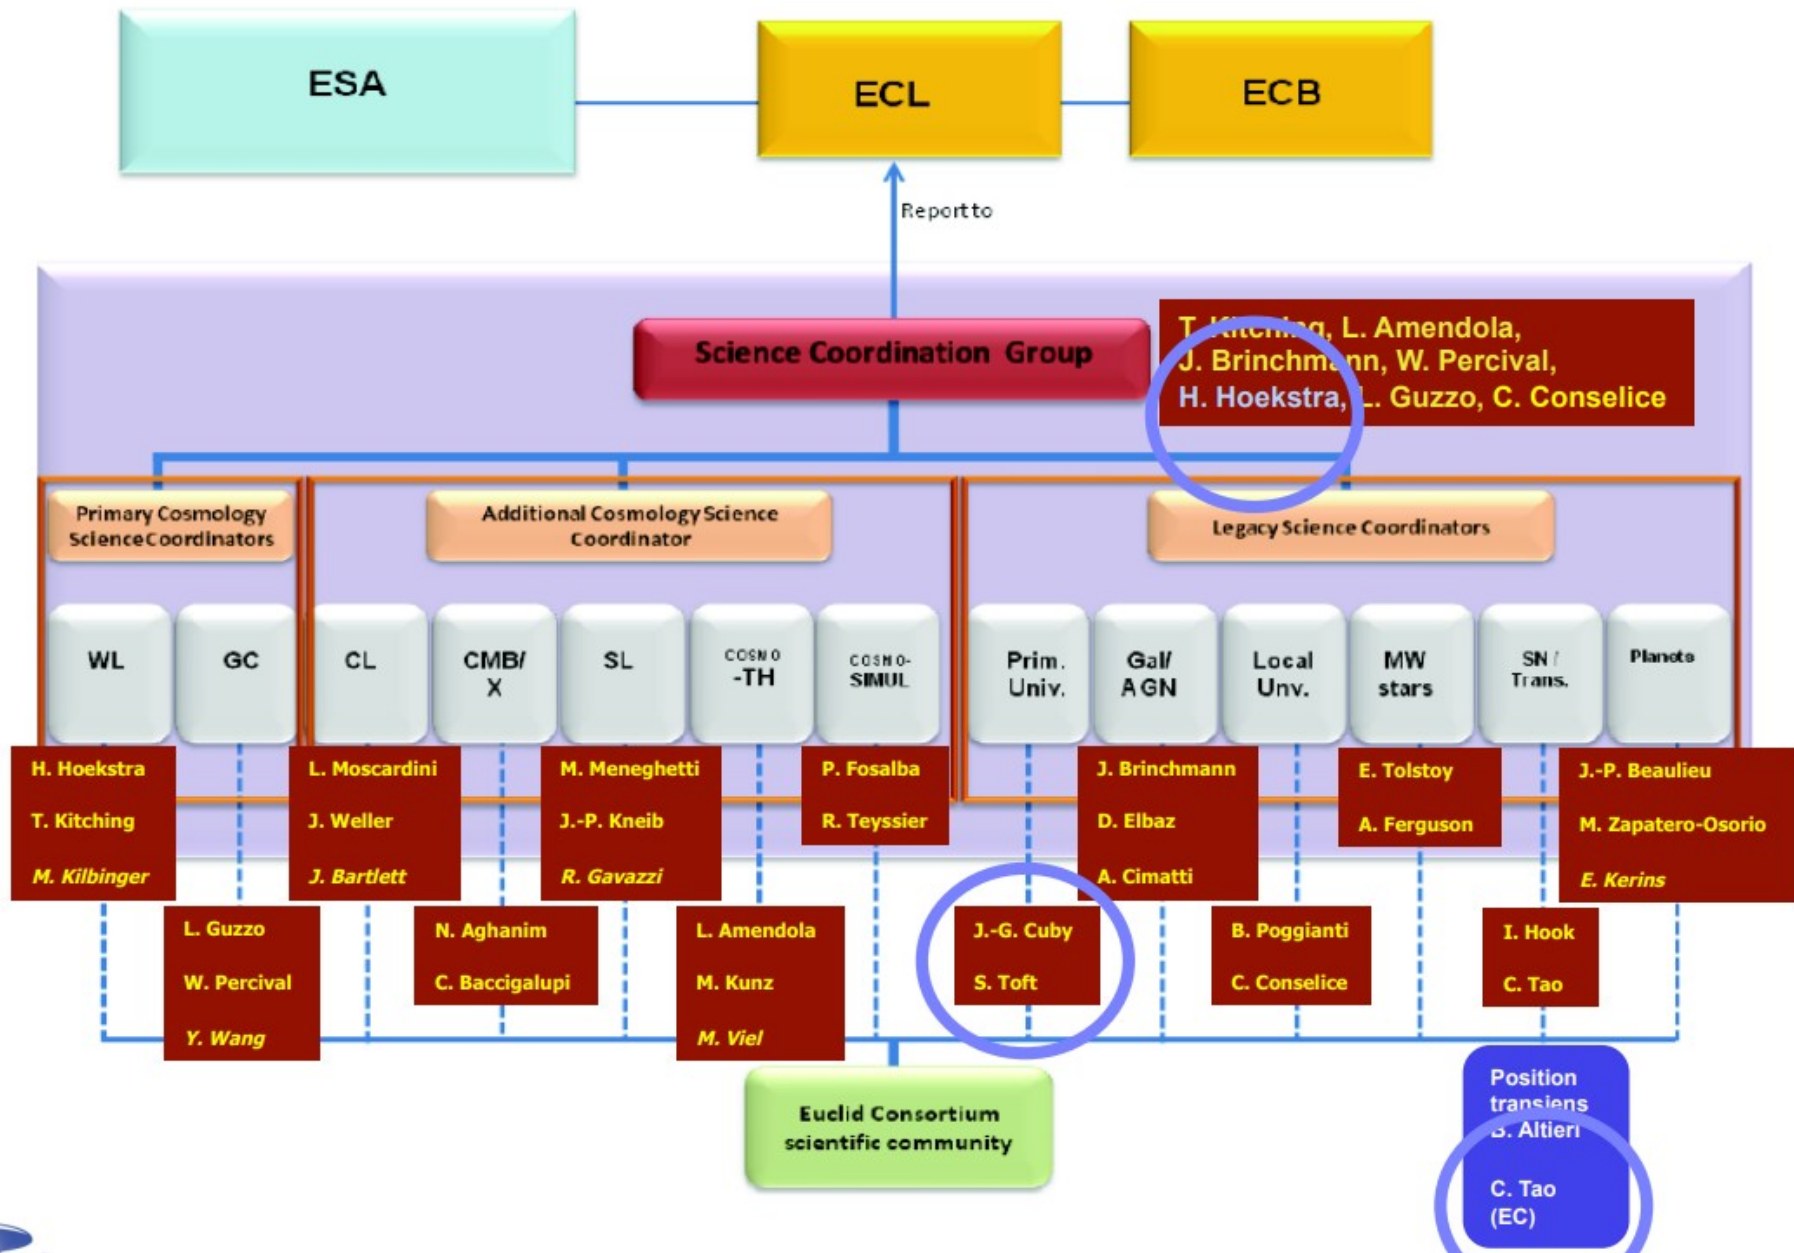 ESA
ECL
ECB
Report to
Science Coordination Group
T. Kitching, L. Amendola,
J. Brinchmann, W. Percival,
H. Hoekstra, L. Guzzo, C. Conselice
Primary Cosmology
Science Coordinators
Additional Cosmology Science
Coordinator
Legacy Science Coordinators
WL
GC
CL
CMB/
X
SL
COSMO
-TH
COSMO-
SIMUL
Prim.
Univ.
Gal/
AGN
Local
Unv.
MW
stars
SN /
Trans.
Planets
H. Hoekstra
T. Kitching
M. Kilbinger
L. Guzzo
W. Percival
Y. Wang
L. Moscardini
J. Weller
J. Bartlett
N. Aghanim
C. Baccigalupi
M. Meneghetti
J.-P. Kneib
R. Gavazzi
L. Amendola
M. Kunz
M. Viel
P. Fosalba
R. Teyssier
J.-G. Cuby
S. Toft
J. Brinchmann
D. Elbaz
A. Cimatti
B. Poggianti
C. Conselice
E. Tolstoy
A. Ferguson
I. Hook
C. Tao
J.-P. Beaulieu
M. Zapatero-Osorio
E. Kerins
Euclid Consortium
scientific community
Position
transiens
B. Altieri
C. Tao
(EC)